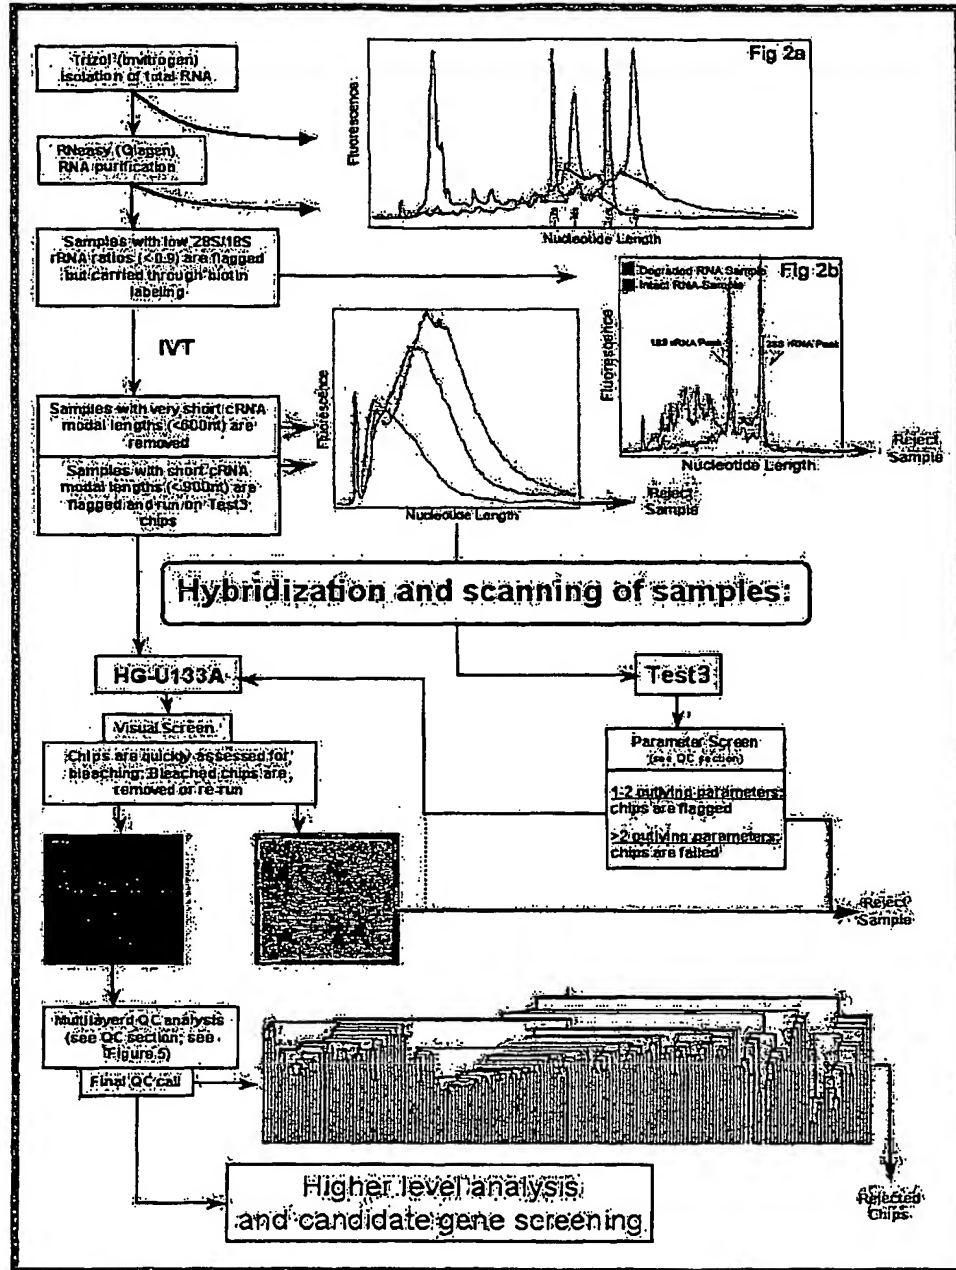 Trizol (Invitrogen)
isolation of total RNA
Fig 2a
Fluorescence
Nucleotide Length
RNeasy (Qiagen)
RNA purification
Samples with low 28S/18S
rRNA ratios (<0.9) are flagged
but carried through biotin
labeling
Fig 2b
Degraded RNA Sample
Intact RNA Sample
18S rRNA Peak
28S rRNA Peak
Fluorescence
Nucleotide Length
Reject
Sample
IVT
Samples with very short cRNA
modal lengths (<600nt) are
removed
Samples with short cRNA
modal lengths (<900nt) are
flagged and run on Test3
chips
Fluorescence
Nucleotide Length
Reject
Sample
Hybridization and scanning of samples:
HG-U133A
Test3
Visual Screen
Chips are quickly assessed for
bleaching; Bleached chips are
removed or re-run
Parameter Screen
(see QC section)
1-2 outlying parameters:
chips are flagged
>2 outlying parameters:
chips are failed
Reject
Sample
Multilayerd QC analysis
(see QC section; see
Figure 5)
Final QC call
Higher level analysis
and candidate gene screening
Rejected
Chips